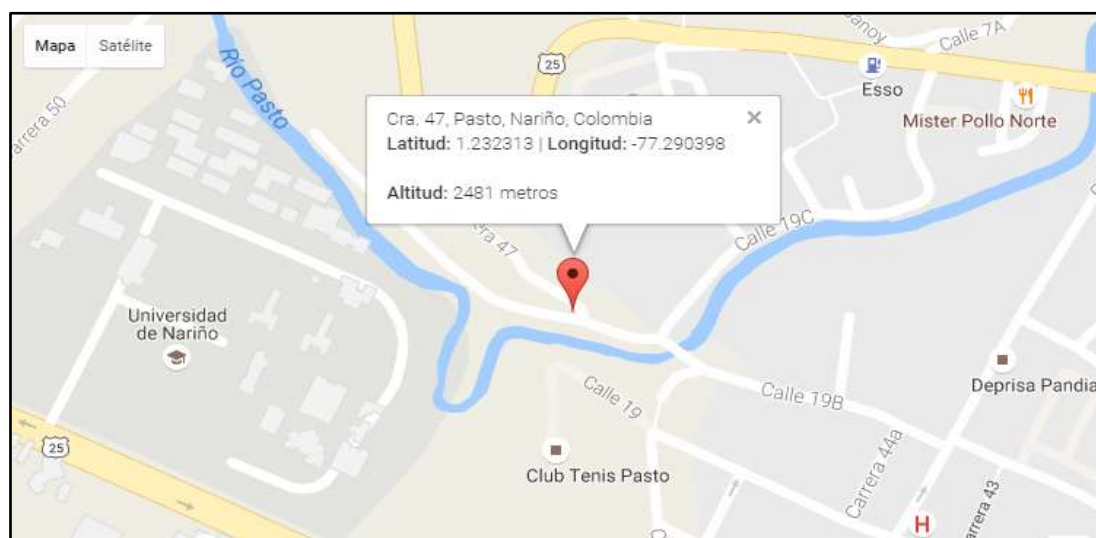 Mapa
Satélite
Río Pasto
25
Calle 7A
Esso
Mister Pollo Norte
Carrera 50
Cra. 47, Pasto, Nariño, Colombia
Latitud: 1.232313 | Longitud: -77.290398
Altitud: 2481 metros
47
Calle 19C
Universidad
de Nariño
Calle 19
Calle 19B
Deprisa Pandia
25
Club Tenis Pasto
Carrera 44a
Carrera 43
H